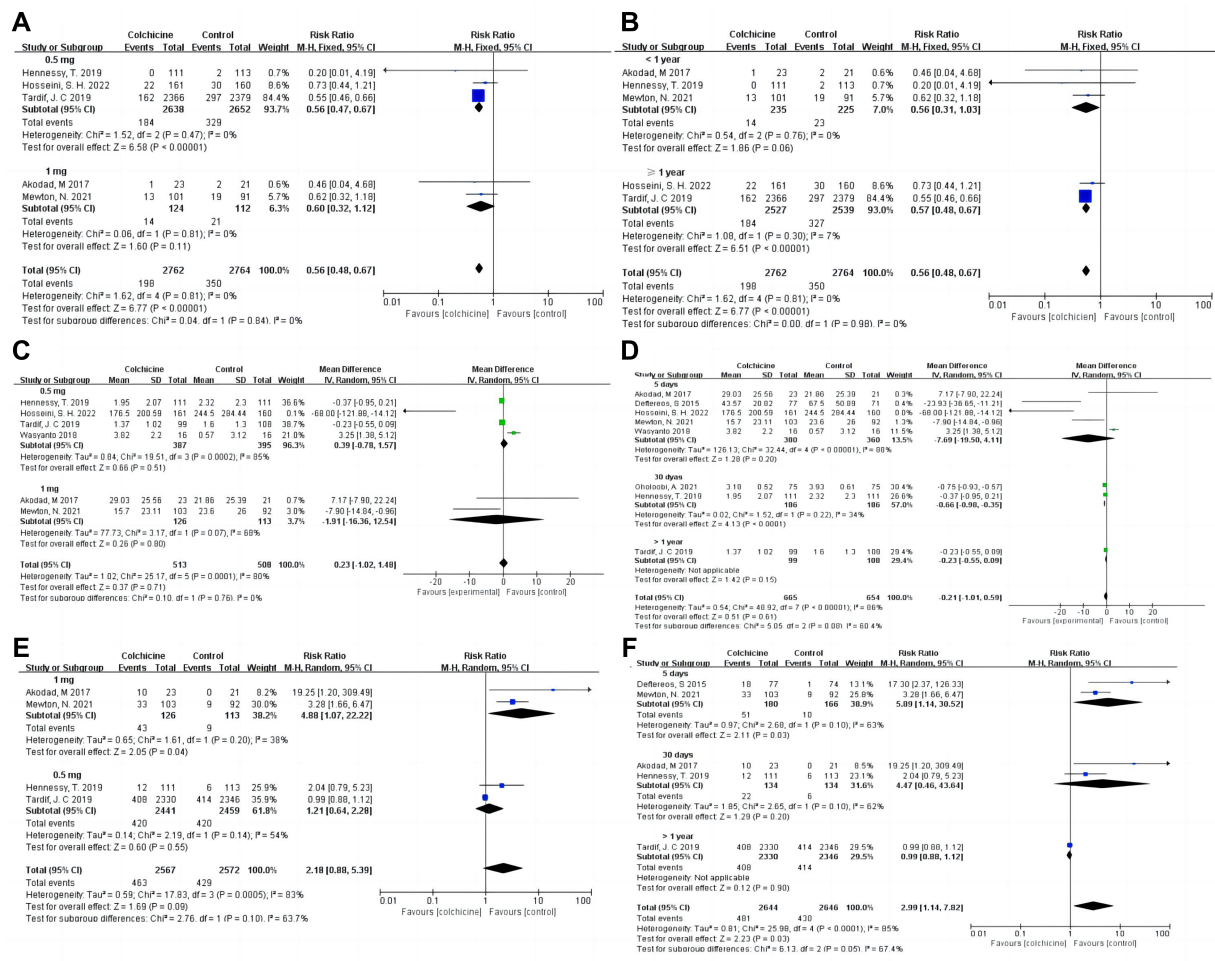 A
Colchicine Control Risk Ratio Risk Ratio
Study or Subgroup Events Total Events Total Weight M-H, Fixed, 95% CI M-H, Fixed, 95% CI
0.5 mg
Hennessy, T. 2019 0 111 2 113 0.7% 0.20 [0.01, 4.19]
Hosseini, S. H. 2022 22 161 30 160 8.6% 0.73 [0.44, 1.21]
Tardif, J. C 2019 162 2366 297 2379 84.4% 0.55 [0.46, 0.66]
Subtotal (95% CI) 2638 2652 93.7% 0.56 [0.47, 0.67]
Total events 184 329
Heterogeneity: Chi² = 1.52, df = 2 (P = 0.47); I² = 0%
Test for overall effect: Z = 6.58 (P < 0.00001)
1 mg
Akodad, M 2017 1 23 2 21 0.6% 0.46 [0.04, 4.68]
Mewton, N. 2021 13 101 19 91 5.7% 0.62 [0.32, 1.18]
Subtotal (95% CI) 124 112 6.3% 0.60 [0.32, 1.12]
Total events 14 21
Heterogeneity: Chi² = 0.06, df = 1 (P = 0.81); I² = 0%
Test for overall effect: Z = 1.60 (P = 0.11)
Total (95% CI) 2762 2764 100.0% 0.56 [0.48, 0.67]
Total events 198 350
Heterogeneity: Chi² = 1.62, df = 4 (P = 0.81); I² = 0%
Test for overall effect: Z = 6.77 (P < 0.00001)
Test for subgroup differences: Chi² = 0.04, df = 1 (P = 0.84), I² = 0%
0.01 0.1 1 10 100
Favours [colchicine] Favours [control]
B
Colchicine Control Risk Ratio Risk Ratio
Study or Subgroup Events Total Events Total Weight M-H, Fixed, 95% CI M-H, Fixed, 95% CI
< 1 year
Akodad M 2017 1 23 2 21 0.6% 0.46 [0.04, 4.68]
Hennessy, T. 2019 0 111 2 113 0.7% 0.20 [0.01, 4.19]
Mewton, N. 2021 13 101 19 91 5.7% 0.62 [0.32, 1.18]
Subtotal (95% CI) 235 225 7.0% 0.56 [0.31, 1.03]
Total events 14 23
Heterogeneity: Chi² = 0.54, df = 2 (P = 0.76); I² = 0%
Test for overall effect: Z = 1.86 (P = 0.06)
≥ 1 year
Hosseini, S. H. 2022 22 161 30 160 8.6% 0.73 [0.44, 1.21]
Tardif, J. C 2019 162 2366 297 2379 84.4% 0.55 [0.46, 0.66]
Subtotal (95% CI) 2527 2539 93.0% 0.57 [0.48, 0.67]
Total events 184 327
Heterogeneity: Chi² = 1.08, df = 1 (P = 0.30); I² = 7%
Test for overall effect: Z = 6.51 (P < 0.00001)
Total (95% CI) 2762 2764 100.0% 0.56 [0.48, 0.67]
Total events 198 350
Heterogeneity: Chi² = 1.62, df = 4 (P = 0.81); I² = 0%
Test for overall effect: Z = 6.77 (P < 0.00001)
Test for subgroup differences: Chi² = 0.00, df = 1 (P = 0.98), I² = 0%
0.01 0.1 1 10 100
Favours [colchicien] Favours [control]
C
Colchicine Control Mean Difference Mean Difference
Study or Subgroup Mean SD Total Mean SD Total Weight IV, Random, 95% CI IV, Random, 95% CI
0.5 mg
Hennessy, T. 2019 1.95 2.07 111 2.32 2.3 111 36.6% -0.37 [-0.95, 0.21]
Hosseini, S. H. 2022 176.5 200.59 161 244.5 284.44 160 0.1% -68.00 [-121.88, -14.12]
Tardif, J. C 2019 1.37 1.02 99 1.6 1.3 108 38.7% -0.23 [-0.55, 0.09]
Wasyanto 2018 3.82 2.2 16 0.57 3.12 16 21.0% 3.25 [1.38, 5.12]
Subtotal (95% CI) 387 395 96.3% 0.39 [-0.78, 1.57]
Heterogeneity: Tau² = 0.84; Chi² = 19.51, df = 3 (P = 0.0002); I² = 85%
Test for overall effect: Z = 0.66 (P = 0.51)
1 mg
Akodad M 2017 29.03 25.56 23 21.86 25.39 21 0.7% 7.17 [-7.90, 22.24]
Mewton, N. 2021 15.7 23.11 103 23.6 26 92 3.0% -7.90 [-14.84, -0.96]
Subtotal (95% CI) 126 113 3.7% -1.91 [-16.36, 12.54]
Heterogeneity: Tau² = 77.73; Chi² = 3.17, df = 1 (P = 0.07); I² = 68%
Test for overall effect: Z = 0.26 (P = 0.80)
Total (95% CI) 513 508 100.0% 0.23 [-1.02, 1.48]
Heterogeneity: Tau² = 1.02; Chi² = 25.17, df = 5 (P = 0.0001); I² = 80%
Test for overall effect: Z = 0.37 (P = 0.71)
Test for subgroup differences: Chi² = 0.10, df = 1 (P = 0.76), I² = 0%
-20 -10 0 10 20
Favours [experimental] Favours [control]
D
Colchicine Control Mean Difference Mean Difference
Study or Subgroup Mean SD Total Mean SD Total Weight IV, Random, 95% CI IV, Random, 95% CI
5 days
Akodad, M 2017 29.03 25.56 23 21.86 25.39 21 0.3% 7.17 [-7.90, 22.24]
Deftereos, S 2015 43.57 20.82 77 67.5 50.89 71 0.4% -23.93 [-36.65, -11.21]
Hosseini, S. H. 2022 176.5 200.59 161 244.5 284.44 160 0.0% -68.00 [-121.88, -14.12]
Mewton, N. 2021 15.7 23.11 103 23.6 26 92 1.3% -7.90 [-14.84, -0.96]
Wasyanto 2018 3.82 2.2 16 0.57 3.12 16 11.5% 3.25 [1.38, 5.12]
Subtotal (95% CI) 380 360 13.5% -7.69 [-19.50, 4.11]
Heterogeneity: Tau² = 126.13; Chi² = 32.44, df = 4 (P < 0.00001); I² = 88%
Test for overall effect: Z = 1.28 (P = 0.20)
30 dyas
Gholoobi, A. 2021 3.18 0.52 75 3.93 0.61 75 30.4% -0.75 [-0.93, -0.57]
Hennessy, T. 2019 1.95 2.07 111 2.32 2.3 111 26.6% -0.37 [-0.95, 0.21]
Subtotal (95% CI) 186 186 57.0% -0.66 [-0.98, -0.35]
Heterogeneity: Tau² = 0.02; Chi² = 1.52, df = 1 (P = 0.22); I² = 34%
Test for overall effect: Z = 4.13 (P < 0.0001)
> 1 year
Tardif, J. C 2019 1.37 1.02 99 1.6 1.3 108 29.4% -0.23 [-0.55, 0.09]
Subtotal (95% CI) 99 108 29.4% -0.23 [-0.55, 0.09]
Heterogeneity: Not applicable
Test for overall effect: Z = 1.42 (P = 0.15)
Total (95% CI) 665 654 100.0% -0.21 [-1.01, 0.59]
Heterogeneity: Tau² = 0.54; Chi² = 48.92, df = 7 (P < 0.00001); I² = 86%
Test for overall effect: Z = 0.51 (P = 0.61)
Test for subgroup differences: Chi² = 5.05, df = 2 (P = 0.08), I² = 60.4%
-20 -10 0 10 20
Favours [experimental] Favours [control]
E
Colchicine Control Risk Ratio Risk Ratio
Study or Subgroup Events Total Events Total Weight M-H, Random, 95% CI M-H, Random, 95% CI
1 mg
Akodad M 2017 10 23 0 21 8.2% 19.25 [1.20, 309.49]
Mewton, N. 2021 33 103 9 92 30.0% 3.28 [1.66, 6.47]
Subtotal (95% CI) 126 113 38.2% 4.88 [1.07, 22.22]
Total events 43 9
Heterogeneity: Tau² = 0.65; Chi² = 1.61, df = 1 (P = 0.20); I² = 38%
Test for overall effect: Z = 2.05 (P = 0.04)
0.5 mg
Hennessy, T. 2019 12 111 6 113 25.9% 2.04 [0.79, 5.23]
Tardif, J. C 2019 408 2330 414 2346 35.9% 0.99 [0.88, 1.12]
Subtotal (95% CI) 2441 2459 61.8% 1.21 [0.64, 2.28]
Total events 420 420
Heterogeneity: Tau² = 0.14; Chi² = 2.19, df = 1 (P = 0.14); I² = 54%
Test for overall effect: Z = 0.60 (P = 0.55)
Total (95% CI) 2567 2572 100.0% 2.18 [0.88, 5.39]
Total events 463 429
Heterogeneity: Tau² = 0.59; Chi² = 17.83, df = 3 (P = 0.0005); I² = 83%
Test for overall effect: Z = 1.69 (P = 0.09)
Test for subgroup differences: Chi² = 2.76, df = 1 (P = 0.10), I² = 63.7%
0.01 0.1 1 10 100
Favours [colchicine] Favours [control]
F
Colchicine Control Risk Ratio Risk Ratio
Study or Subgroup Events Total Events Total Weight M-H, Random, 95% CI M-H, Random, 95% CI
5 days
Deftereos, S 2015 18 77 1 74 13.1% 17.30 [2.37, 126.33]
Mewton, N. 2021 33 103 9 92 25.8% 3.28 [1.66, 6.47]
Subtotal (95% CI) 180 166 38.9% 5.89 [1.14, 30.52]
Total events 51 10
Heterogeneity: Tau² = 0.97; Chi² = 2.68, df = 1 (P = 0.10); I² = 63%
Test for overall effect: Z = 2.11 (P = 0.03)
30 days
Akodad, M 2017 10 23 0 21 8.5% 19.25 [1.20, 309.49]
Hennessy, T. 2019 12 111 6 113 23.1% 2.04 [0.79, 5.23]
Subtotal (95% CI) 134 134 31.6% 4.47 [0.46, 43.64]
Total events 22 6
Heterogeneity: Tau² = 1.85; Chi² = 2.65, df = 1 (P = 0.10); I² = 62%
Test for overall effect: Z = 1.29 (P = 0.20)
> 1 year
Tardif, J. C 2019 408 2330 414 2346 29.5% 0.99 [0.88, 1.12]
Subtotal (95% CI) 2330 2346 29.5% 0.99 [0.88, 1.12]
Total events 408 414
Heterogeneity: Not applicable
Test for overall effect: Z = 0.12 (P = 0.90)
Total (95% CI) 2644 2646 100.0% 2.99 [1.14, 7.82]
Total events 481 430
Heterogeneity: Tau² = 0.81; Chi² = 25.98, df = 4 (P < 0.0001); I² = 85%
Test for overall effect: Z = 2.23 (P = 0.03)
Test for subgroup differences: Chi² = 6.13, df = 2 (P = 0.05), I² = 67.4%
0.01 0.1 1 10 100
Favours [colchicine] Favours [control]